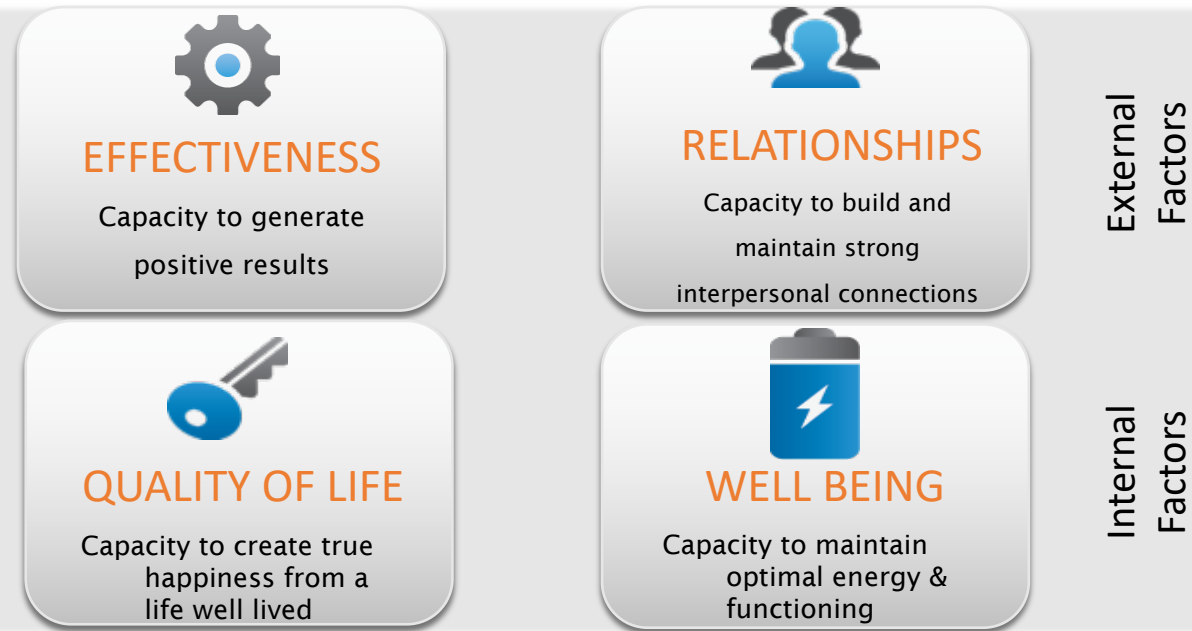 EFFECTIVENESS
Capacity to generate
positive results
RELATIONSHIPS
Capacity to build and
maintain strong
interpersonal connections
External
Factors
QUALITY OF LIFE
Capacity to create true
happiness from a
life well lived
WELL BEING
Capacity to maintain
optimal energy &
functioning
Internal
Factors